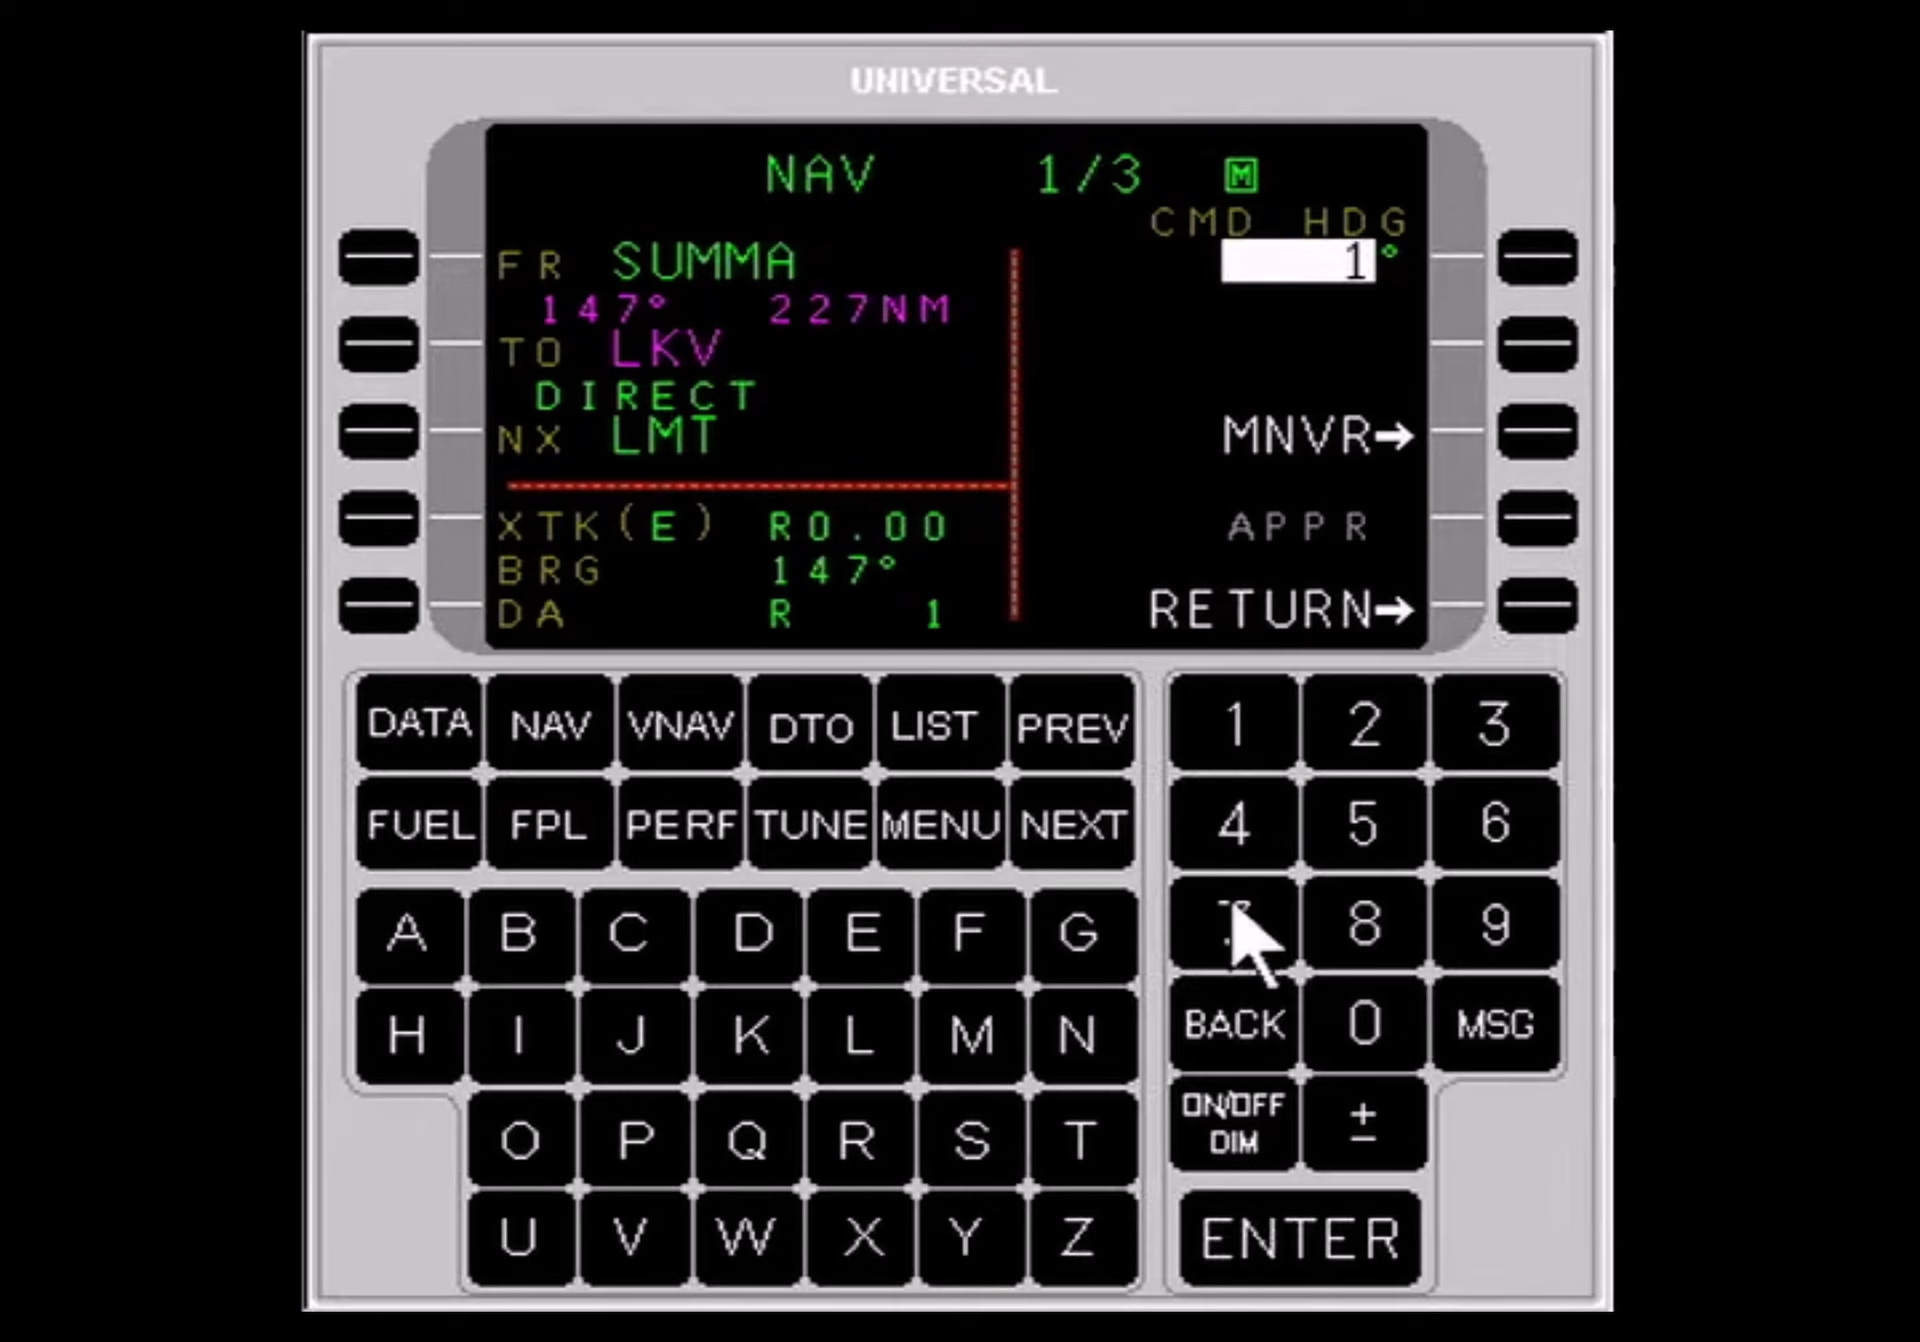 UNIVERSAL
NAV 1/3 M
CMD HDG
FR SUMMA 1°
147° 227NM
TO LKV
DIRECT
NX LMT MNVR→
XTK(E) R0.00 APPR
BRG 147°
DA R 1 RETURN→
DATA NAV VNAV DTO LIST PREV 1 2 3
FUEL FPL PERF TUNE MENU NEXT 4 5 6
A B C D E F G 8 9
H I J K L M N BACK 0 MSG
O P Q R S T ON/OFF DIM ±
U V W X Y Z ENTER